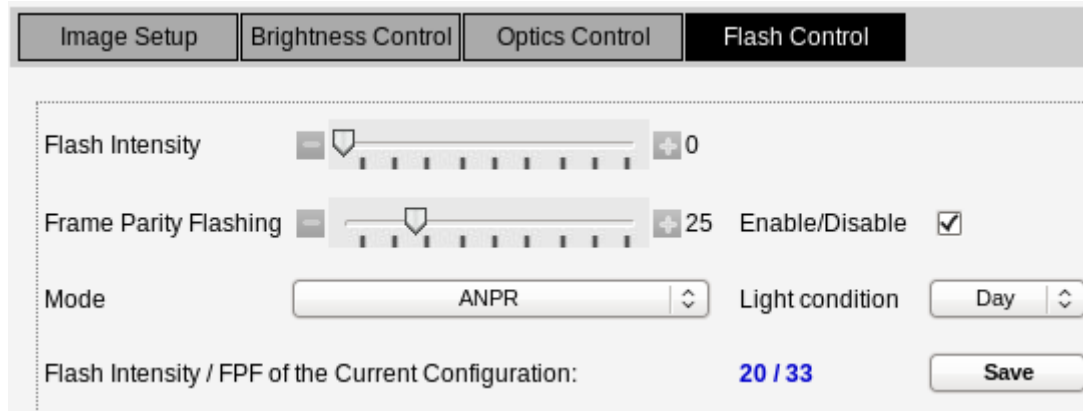 Image Setup Brightness Control Optics Control Flash Control
Flash Intensity 0
Frame Parity Flashing 25 Enable/Disable
Mode ANPR Light condition Day
Flash Intensity / FPF of the Current Configuration: 20 / 33 Save